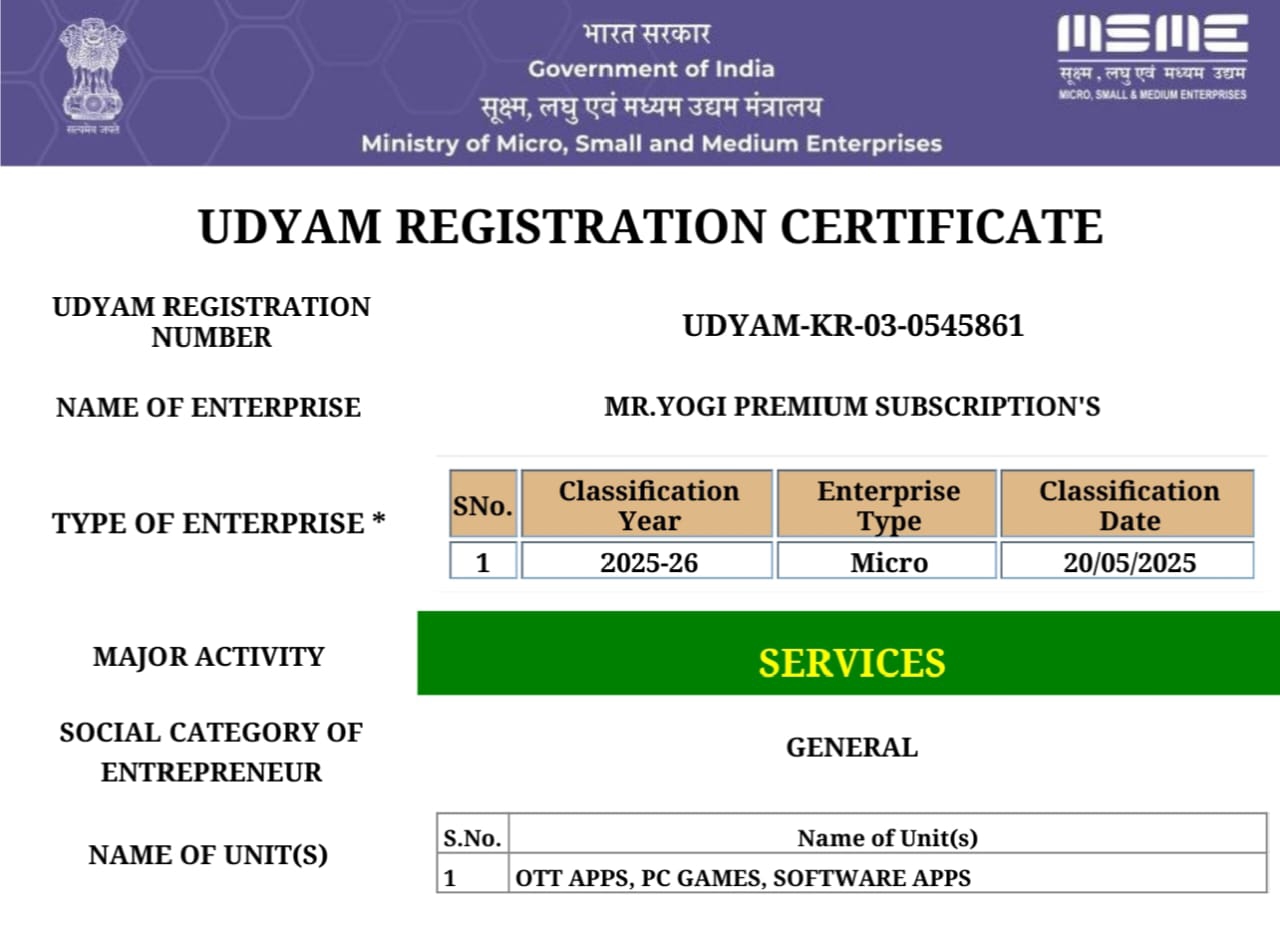 भारत सरकार
Government of India
सूक्ष्म, लघु एवं मध्यम उद्यम मंत्रालय
Ministry of Micro, Small and Medium Enterprises
सत्यमेव जयते
MSME
सूक्ष्म , लघु एवं मध्यम उद्यम
MICRO, SMALL & MEDIUM ENTERPRISES
UDYAM REGISTRATION CERTIFICATE
UDYAM REGISTRATION
NUMBER
UDYAM-KR-03-0545861
NAME OF ENTERPRISE
MR.YOGI PREMIUM SUBSCRIPTION'S
TYPE OF ENTERPRISE *
SNo. Classification Year Enterprise Type Classification Date
1 2025-26 Micro 20/05/2025
MAJOR ACTIVITY
SERVICES
SOCIAL CATEGORY OF
ENTREPRENEUR
GENERAL
NAME OF UNIT(S)
S.No. Name of Unit(s)
1 OTT APPS, PC GAMES, SOFTWARE APPS